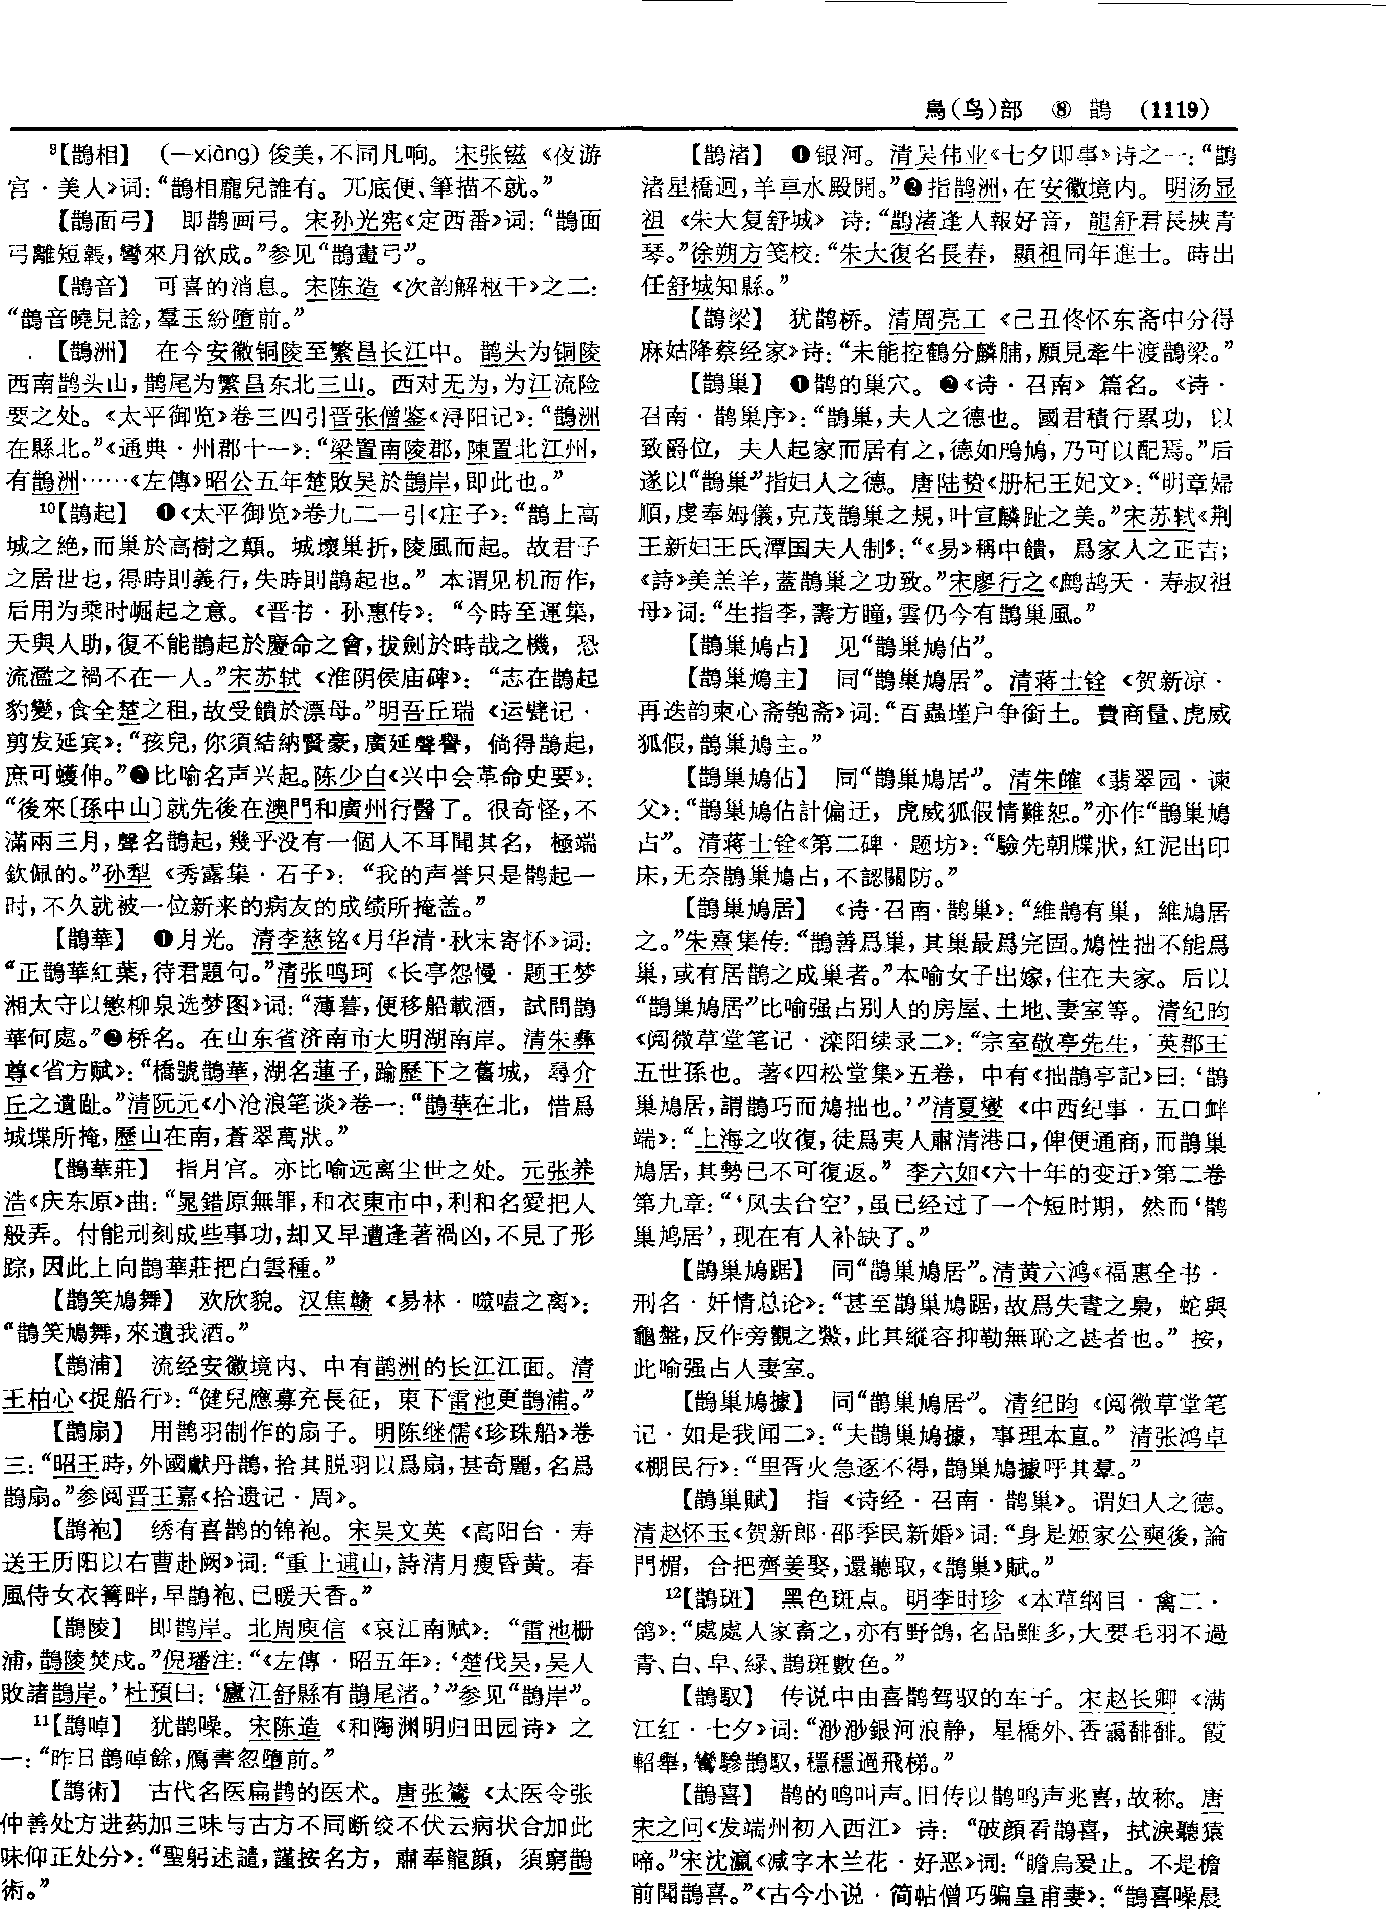 鳥(鸟)部 ⑧ 鵲 (1119)
⁹【鵲相】 (—xiàng)俊美,不同凡响。宋张镃《夜游
宫·美人》词:“鵲相龐兒誰有。兀底便、筆描不就。”
【鵲面弓】 即鹊画弓。宋孙光宪《定西番》词:“鵲面
弓離短韔,彎來月欲成。”参见“鵲畫弓”。
【鵲音】 可喜的消息。宋陈造《次韵解枢干》之二:
“鵲音曉見諗,羣玉紛墮前。”
【鵲洲】 在今安徽铜陵至繁昌长江中。鹊头为铜陵
西南鹊头山,鹊尾为繁昌东北三山。西对无为,为江流险
要之处。《太平御览》卷三四引晋张僧鉴《浔阳记》:“鵲洲
在縣北。”《通典·州郡十一》:“梁置南陵郡,陳置北江州,
有鵲洲……《左傳》昭公五年楚敗吴於鵲岸,即此也。”
¹⁰【鵲起】 ❶《太平御览》卷九二一引《庄子》:“鵲上高
城之絶,而巢於高樹之顛。城壞巢折,陵風而起。故君子
之居世也,得時則義行,失時則鵲起也。”本谓见机而作,
后用为乘时崛起之意。《晋书·孙惠传》:“今時至運集,
天與人助,復不能鵲起於慶命之會,拔劍於時哉之機,恐
流濫之禍不在一人。”宋苏轼《淮阴侯庙碑》:“志在鵲起
豹變,食全楚之租,故受饋於漂母。”明吾丘瑞《运甓记·
剪发延宾》:“孩兒,你須結納賢豪,廣延聲譽,倘得鵲起,
庶可蠖伸。”❷比喻名声兴起。陈少白《兴中会革命史要》:
“後來〔孫中山〕就先後在澳門和廣州行醫了。很奇怪,不
滿兩三月,聲名鵲起,幾乎没有一個人不耳聞其名,極端
欽佩的。”孙犁《秀露集·石子》:“我的声誉只是鹊起一
时,不久就被一位新来的病友的成绩所掩盖。”
【鵲華】 ❶月光。清李慈铭《月华清·秋末寄怀》词:
“正鵲華紅葉,待君題句。”清张鸣珂《长亭怨慢·题王梦
湘太守以慜柳泉选梦图》词:“薄暮,便移船載酒,試問鵲
華何處。”❷桥名。在山东省济南市大明湖南岸。清朱彝
尊《省方赋》:“橋號鵲華,湖名蓮子,踰歷下之舊城,尋介
丘之遺趾。”清阮元《小沧浪笔谈》卷一:“鵲華在北,惜爲
城堞所掩,歷山在南,蒼翠萬狀。”
【鵲華莊】 指月宫。亦比喻远离尘世之处。元张养
浩《庆东原》曲:“鼂錯原無罪,和衣東市中,利和名愛把人
般弄。付能刓刻成些事功,却又早遭逢著禍凶,不見了形
踪,因此上向鵲華莊把白雲種。”
【鵲笑鳩舞】 欢欣貌。汉焦赣《易林·噬嗑之离》:
“鵲笑鳩舞,來遺我酒。”
【鵲浦】 流经安徽境内、中有鹊洲的长江江面。清
王柏心《捉船行》:“健兒應募充長征,東下雷池更鵲浦。”
【鵲扇】 用鹊羽制作的扇子。明陈继儒《珍珠船》卷
三:“昭王時,外國獻丹鵲,拾其脱羽以爲扇,甚奇麗,名爲
鵲扇。”参阅晋王嘉《拾遗记·周》。
【鵲袍】 绣有喜鹊的锦袍。宋吴文英《高阳台·寿
送王历阳以右曹赴阙》词:“重上逋山,詩清月瘦昏黄。春
風侍女衣篝畔,早鵲袍、已暖天香。”
【鵲陵】 即鹊岸。北周庾信《哀江南赋》:“雷池栅
浦,鵲陵焚戍。”倪璠注:“《左傳·昭五年》:‘楚伐吴,吴人
敗諸鵲岸。’杜預曰:‘廬江舒縣有鵲尾渚。’”参见“鵲岸”。
¹¹【鵲啅】 犹鹊噪。宋陈造《和陶渊明归田园诗》之
一:“昨日鵲啅餘,鴈書忽墮前。”
【鵲術】 古代名医扁鹊的医术。唐张鷟《太医令张
仲善处方进药加三味与古方不同断绞不伏云病状合加此
味仰正处分》:“聖躬述譴,謹按名方,肅奉龍顔,須窮鵲
術。”
【鵲渚】 ❶银河。清吴伟业《七夕即事》诗之一:“鵲
渚星橋迥,羊車水殿開。”❷指鹊洲,在安徽境内。明汤显
祖《朱大复舒城》诗:“鵲渚逢人報好音,龍舒君長挾青
琴。”徐朔方笺校:“朱大復名長春,顯祖同年進士。時出
任舒城知縣。”
【鵲梁】 犹鹊桥。清周亮工《己丑佟怀东斋中分得
麻姑降蔡经家》诗:“未能控鶴分麟脯,願見牽牛渡鵲梁。”
【鵲巢】 ❶鹊的巢穴。❷《诗·召南》篇名。《诗·
召南·鹊巢序》:“鵲巢,夫人之德也。國君積行累功,以
致爵位,夫人起家而居有之,德如鳲鳩,乃可以配焉。”后
遂以“鵲巢”指妇人之德。唐陆贽《册杞王妃文》:“明章婦
順,虔奉姆儀,克茂鵲巢之規,叶宣麟趾之美。”宋苏轼《荆
王新妇王氏潭国夫人制》:“《易》稱中饋,爲家人之正吉;
《詩》美羔羊,蓋鵲巢之功致。”宋廖行之《鹧鸪天·寿叔祖
母》词:“生指李,壽方瞳,雲仍今有鵲巢風。”
【鵲巢鳩占】 见“鵲巢鳩佔”。
【鵲巢鳩主】 同“鵲巢鳩居”。清蒋士铨《贺新凉·
再迭韵柬心斋匏斋》词:“百蟲墐户争銜土。費商量、虎威
狐假,鵲巢鳩主。”
【鵲巢鳩佔】 同“鵲巢鳩居”。清朱㿥《翡翠园·谏
父》:“鵲巢鳩佔計偏迂,虎威狐假情難恕。”亦作“鵲巢鳩
占”。清蒋士铨《第二碑·题坊》:“驗先朝牒狀,紅泥出印
床,无奈鵲巢鳩占,不認關防。”
【鵲巢鳩居】 《诗·召南·鹊巢》:“維鵲有巢,維鳩居
之。”朱熹集传:“鵲善爲巢,其巢最爲完固。鳩性拙不能爲
巢,或有居鵲之成巢者。”本喻女子出嫁,住在夫家。后以
“鵲巢鳩居”比喻强占别人的房屋、土地、妻室等。清纪昀
《阅微草堂笔记·滦阳续录二》:“宗室敬亭先生,英郡王
五世孫也。著《四松堂集》五卷,中有《拙鵲亭記》曰:‘鵲
巢鳩居,謂鵲巧而鳩拙也。’”清夏燮《中西纪事·五口衅
端》:“上海之收復,徒爲夷人肅清港口,俾便通商,而鵲巢
鳩居,其勢已不可復返。”李六如《六十年的变迁》第二卷
第九章:“‘凤去台空’,虽已经过了一个短时期,然而‘鹊
巢鸠居’,现在有人补缺了。”
【鵲巢鳩踞】 同“鵲巢鳩居”。清黄六鸿《福惠全书·
刑名·奸情总论》:“甚至鵲巢鳩踞,故爲失晝之梟,蛇與
龜盤,反作旁觀之鱉,此其縱容抑勒無恥之甚者也。”按,
此喻强占人妻室。
【鵲巢鳩據】 同“鵲巢鳩居”。清纪昀《阅微草堂笔
记·如是我闻二》:“夫鵲巢鳩據,事理本直。”清张鸿卓
《棚民行》:“里胥火急逐不得,鵲巢鳩據呼其羣。”
【鵲巢賦】 指《诗经·召南·鹊巢》。谓妇人之德。
清赵怀玉《贺新郎·邵季民新婚》词:“身是姬家公奭後,論
門楣,合把齊姜娶,還聽取,《鵲巢》賦。”
¹²【鵲斑】 黑色斑点。明李时珍《本草纲目·禽二·
鸽》:“處處人家畜之,亦有野鴿,名品雖多,大要毛羽不過
青、白、皁、緑、鵲斑數色。”
【鵲馭】 传说中由喜鹊驾驭的车子。宋赵长卿《满
江红·七夕》词:“渺渺銀河浪静,星橋外、香靄霏霏。霞
軺舉,鸞驂鵲馭,穩穩過飛梯。”
【鵲喜】 鹊的鸣叫声。旧传以鹊鸣声兆喜,故称。唐
宋之问《发端州初入西江》诗:“破顔看鵲喜,拭淚聽猿
啼。”宋沈瀛《减字木兰花·好恶》词:“瞻烏爰止。不是檐
前聞鵲喜。”《古今小说·简帖僧巧骗皇甫妻》:“鵲喜噪晨